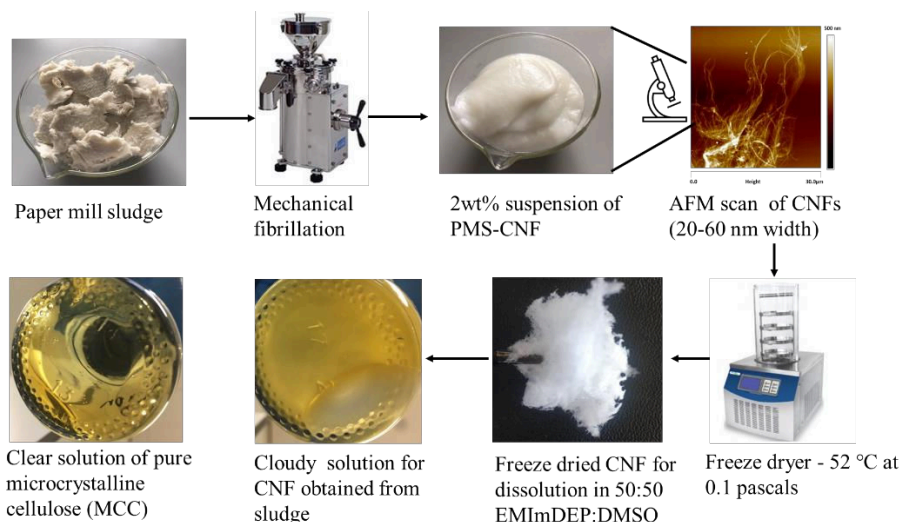 500 nm
0.0
Height
30.0μm
Paper mill sludge
Mechanical
fibrillation
2wt% suspension of
PMS-CNF
AFM scan  of CNFs
(20-60 nm width)
Clear solution of pure
microcrystalline
cellulose (MCC)
Cloudy  solution for
CNF obtained from
sludge
Freeze dried CNF for
dissolution in 50:50
EMImDEP:DMSO
Freeze dryer - 52 °C at
0.1 pascals